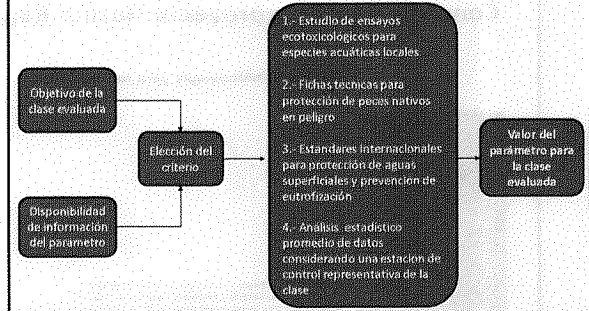 Objetivo de la
clase evaluada
Disponibilidad
de información
del parametro
Elección del
criterio
1.- Estudio de ensayos
ecotoxicológicos para
especies acuáticas locales
2.- Fichas tecnicas para
protección de peces nativos
en peligro
3.- Estandares internacionales
para protección de aguas
superficiales y prevencion de
eutrofización
4.- Analisis estadistico
promedio de datos
considerando una estacion de
control representativa de la
clase
Valor del
parámetro para
la clase
evaluada